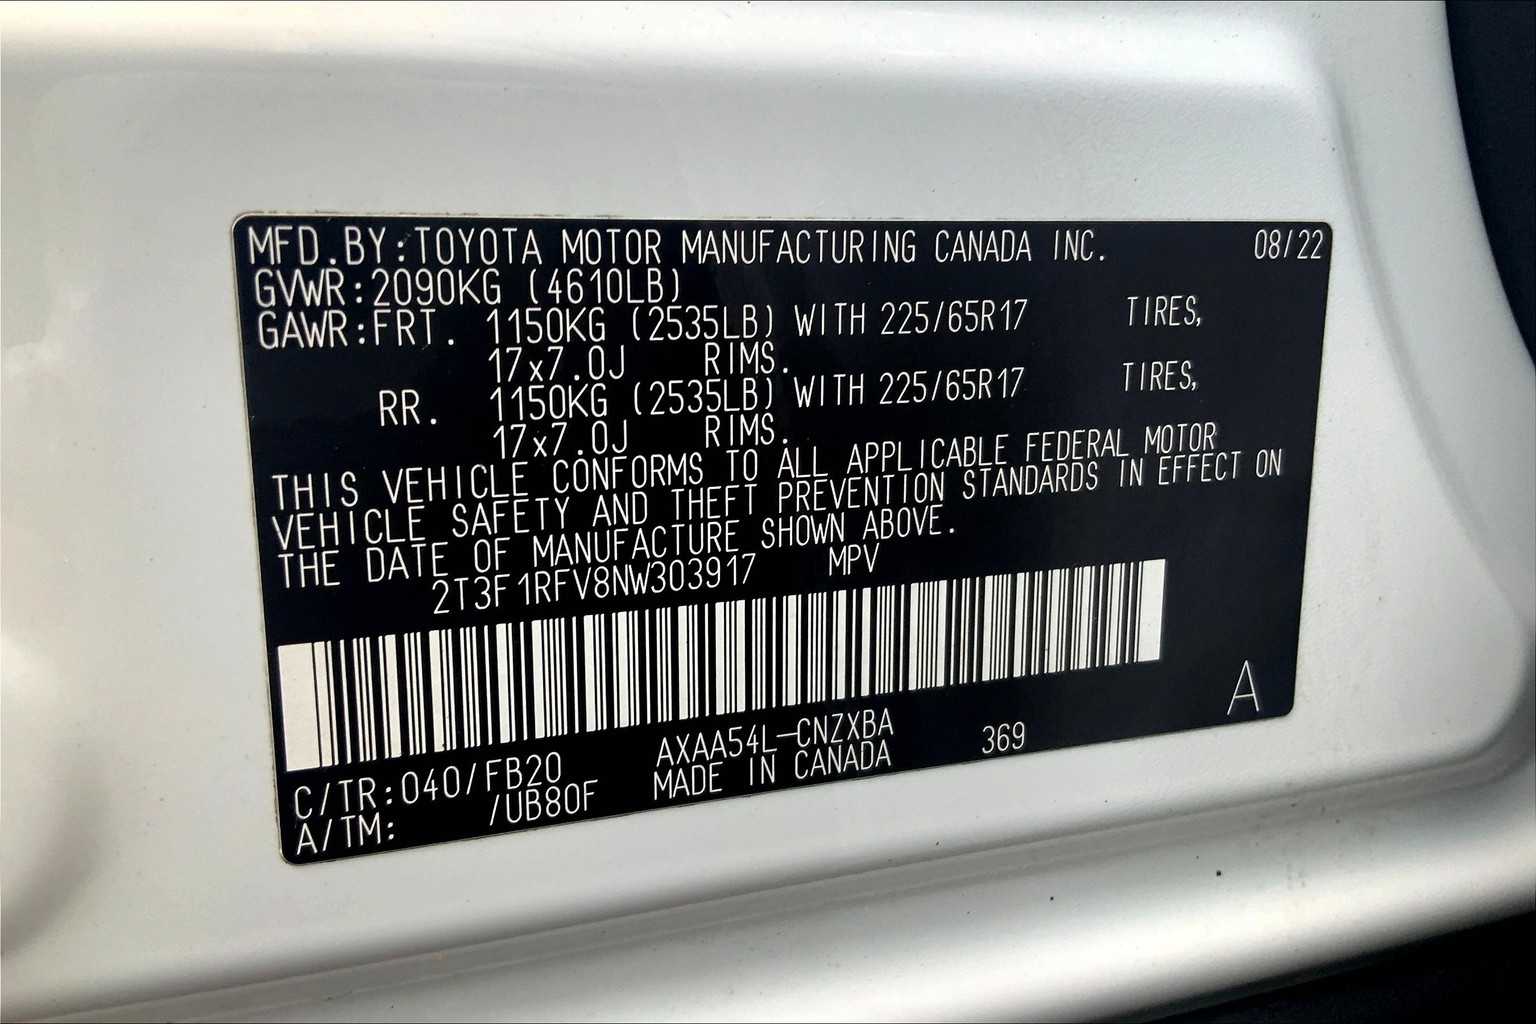 MFD.BY:TOYOTA MOTOR MANUFACTURING CANADA INC. 08/22
GVWR:2090KG (4610LB)
GAWR:FRT. 1150KG (2535LB) WITH 225/65R17 TIRES,
17x7.0J RIMS.
RR. 1150KG (2535LB) WITH 225/65R17 TIRES,
17x7.0J RIMS.
THIS VEHICLE CONFORMS TO ALL APPLICABLE FEDERAL MOTOR
VEHICLE SAFETY AND THEFT PREVENTION STANDARDS IN EFFECT ON
THE DATE OF MANUFACTURE SHOWN ABOVE.
2T3F1RFV8NW303917 MPV
A
C/TR:040/FB20 AXAA54L-CNZXBA 369
A/TM: /UB80F MADE IN CANADA